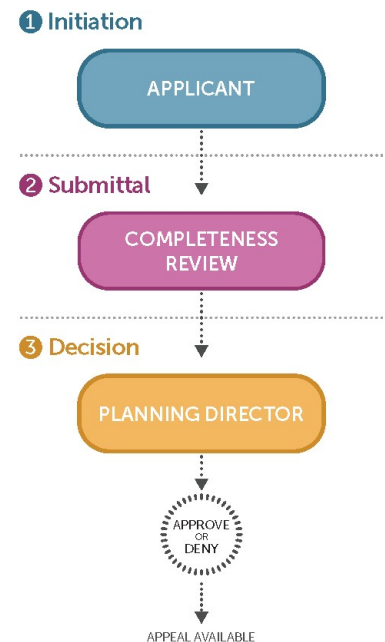 1 Initiation
APPLICANT
2 Submittal
COMPLETENESS
REVIEW
3 Decision
PLANNING DIRECTOR
APPROVE
OR
DENY
APPEAL AVAILABLE